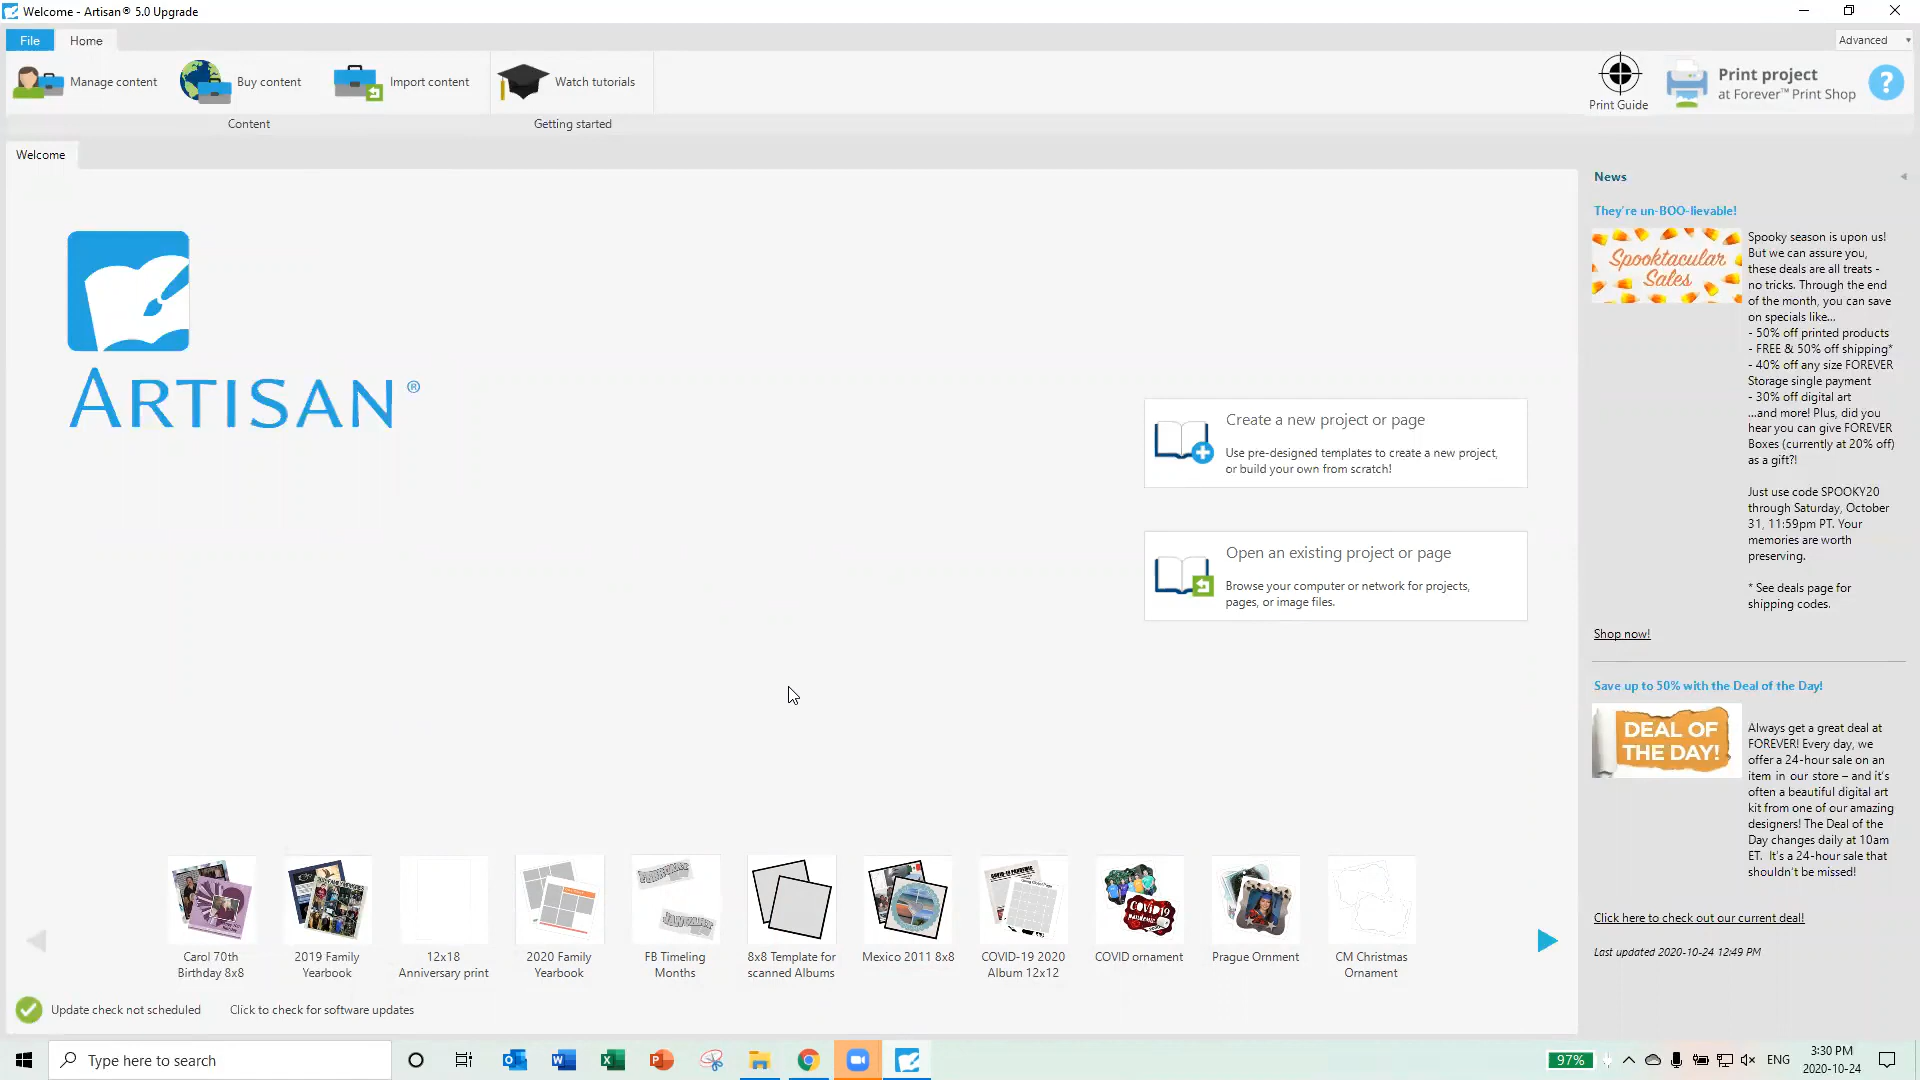 Welcome - Artisan® 5.0 Upgrade
File
Home
Advanced
Manage content
Buy content
Import content
Watch tutorials
Print Guide
Print project
at Forever™ Print Shop
?
Content
Getting started
Welcome
ARTISAN®
Create a new project or page
Use pre-designed templates to create a new project,
or build your own from scratch!
Open an existing project or page
Browse your computer or network for projects,
pages, or image files.
News
They're un-BOO-lievable!
Spooktacular
Sales
Spooky season is upon us!
But we can assure you,
these deals are all treats -
no tricks. Through the end
of the month, you can save
on specials like...
- 50% off printed products
- FREE & 50% off shipping*
- 40% off any size FOREVER
Storage single payment
- 30% off digital art
...and more! Plus, did you
hear you can give FOREVER
Boxes (currently at 20% off)
as a gift?!
Just use code SPOOKY20
through Saturday, October
31, 11:59pm PT. Your
memories are worth
preserving.
* See deals page for
shipping codes.
Shop now!
Save up to 50% with the Deal of the Day!
DEAL OF
THE DAY!
Always get a great deal at
FOREVER! Every day, we
offer a 24-hour sale on an
item in our store – and it's
often a beautiful digital art
kit from one of our amazing
designers! The Deal of the
Day changes daily at 10am
ET. It's a 24-hour sale that
shouldn't be missed!
Click here to check out our current deal!
Last updated 2020-10-24 12:49 PM
Carol 70th
Birthday 8x8
2019 Family
Yearbook
12x18
Anniversary print
2020 Family
Yearbook
FB Timeling
Months
8x8 Template for
scanned Albums
Mexico 2011 8x8
COVID-19 2020
Album 12x12
COVID ornament
Prague Ornment
CM Christmas
Ornament
Update check not scheduled
Click to check for software updates
Type here to search
97%
ENG
3:30 PM
2020-10-24